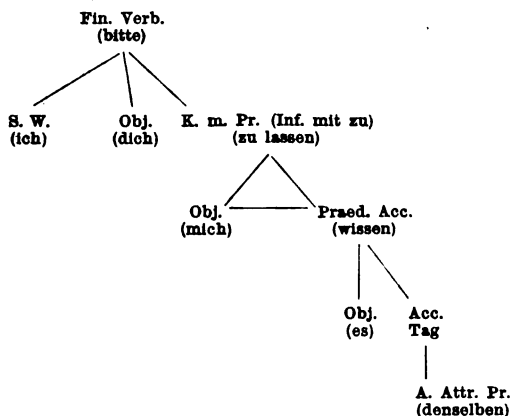 Fin. Verb.
(bitte)
S. W. Obj. K. m. Pr. (Inf. mit zu)
(ich) (dich) (zu lassen)
Obj. Praed. Acc.
(mich) (wissen)
Obj. Acc.
(es) Tag
A. Attr. Pr.
(denselben)